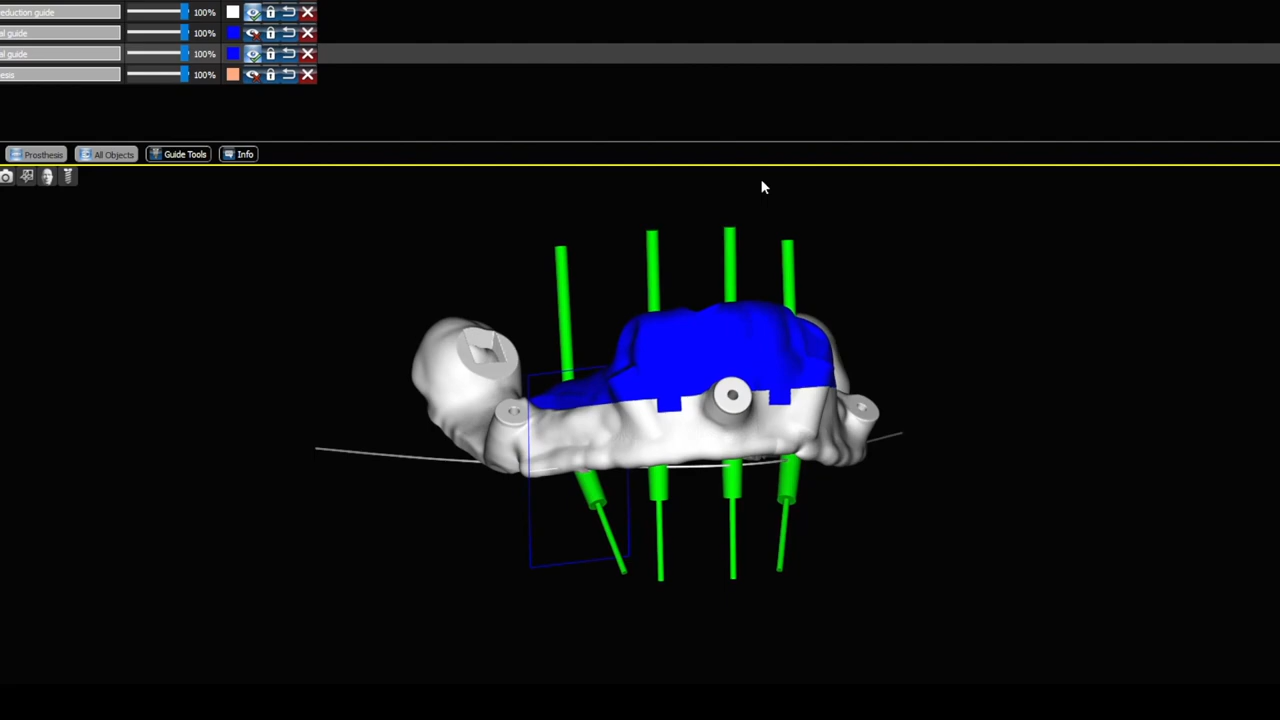 eduction guide 100%
al guide 100%
al guide 100%
esis 100%
Prosthesis All Objects Guide Tools Info